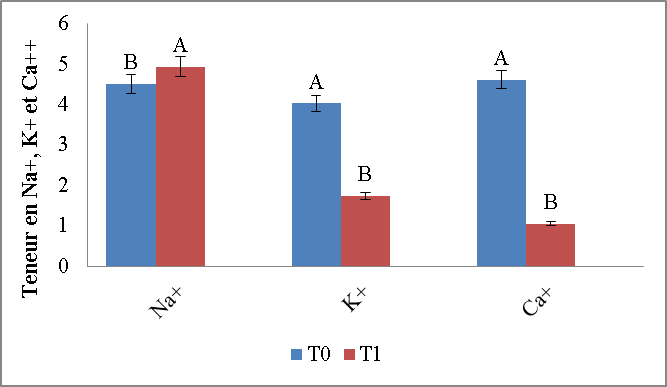 Teneur en Na+, K+ et Ca++
6
5
4
3
2
1
0
B
A
A
B
A
B
Na+
K+
Ca+
T0
T1